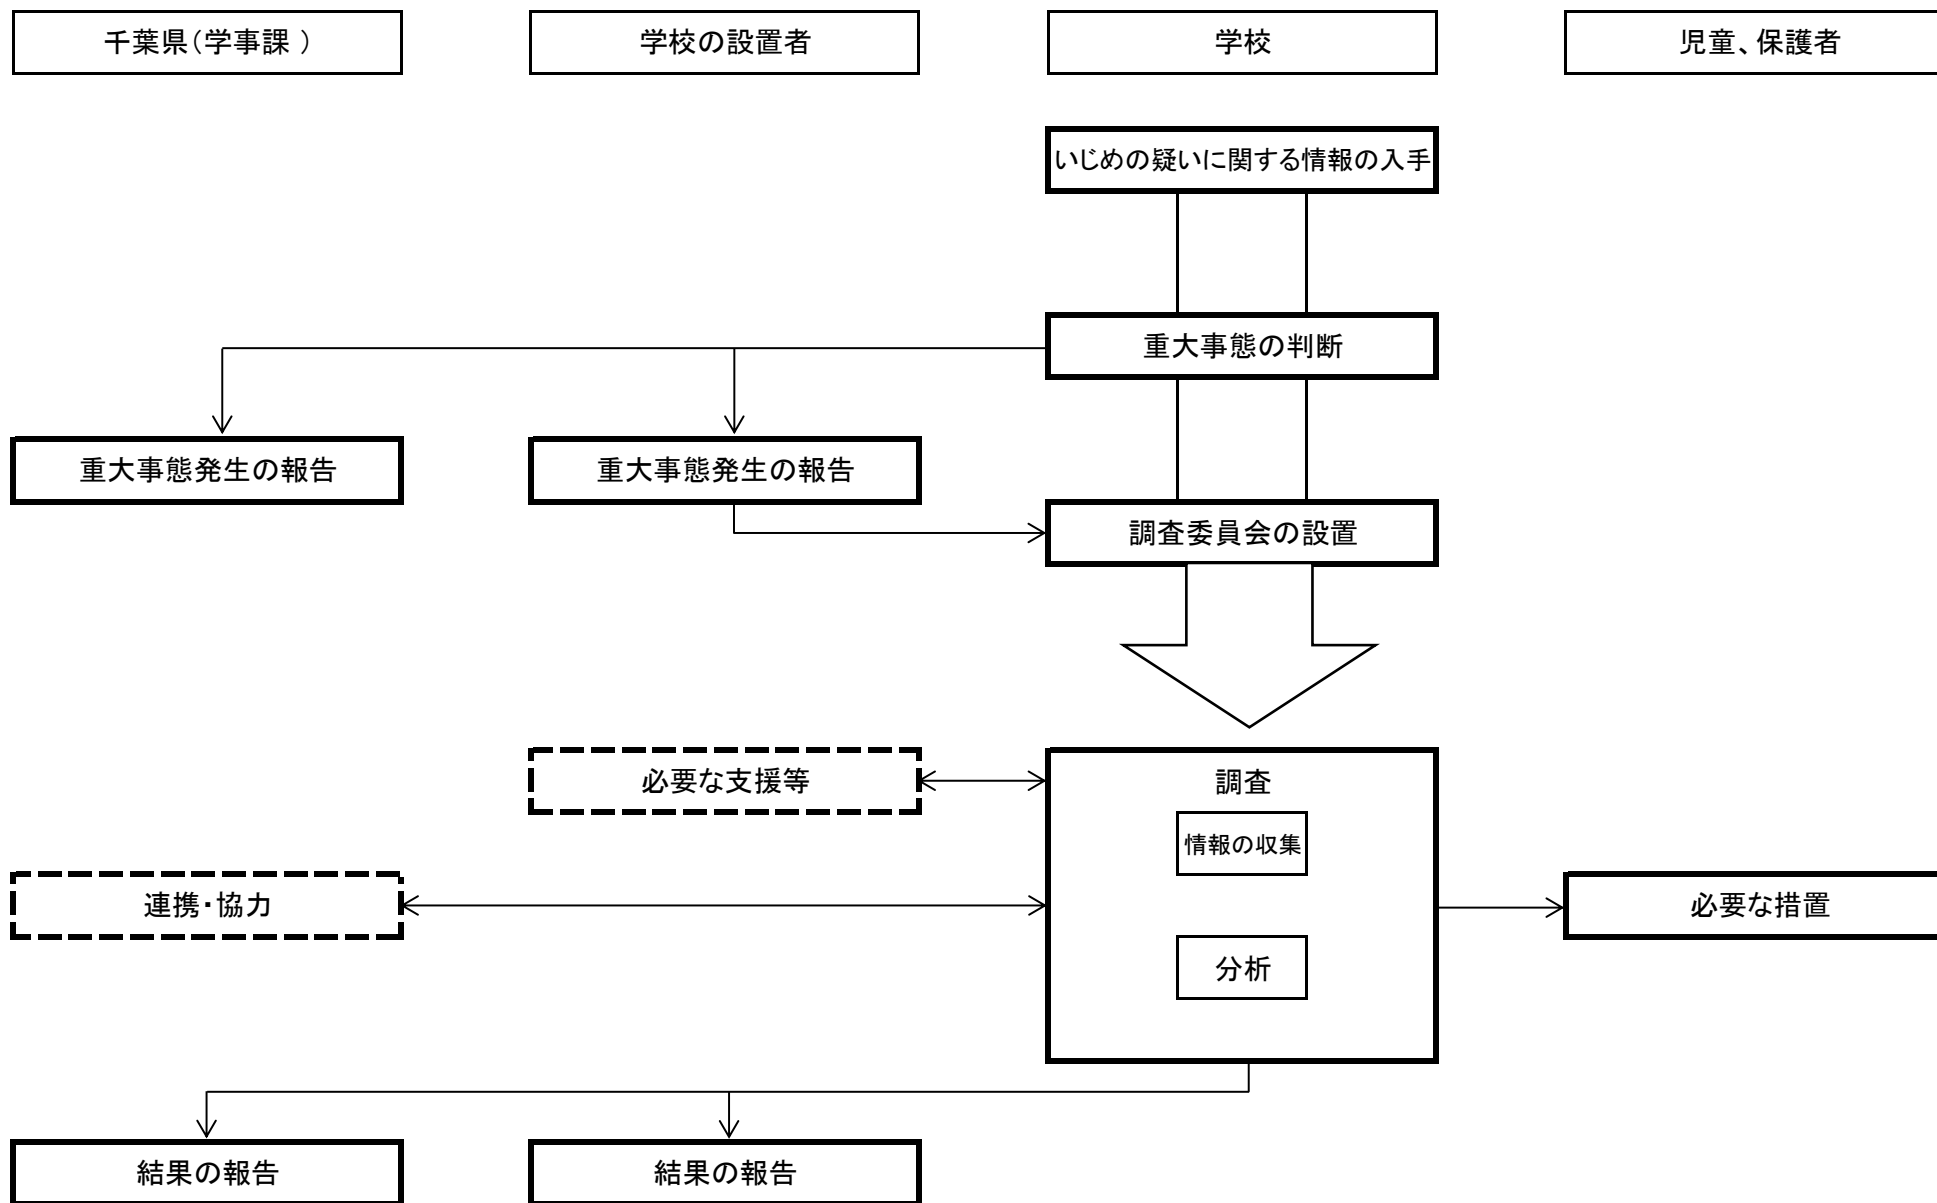 千葉県(学事課 )
学校の設置者
学校
児童、保護者
いじめの疑いに関する情報の入手
重大事態の判断
重大事態発生の報告
重大事態発生の報告
調査委員会の設置
必要な支援等
調査
情報の収集
連携・協力
必要な措置
分析
結果の報告
結果の報告